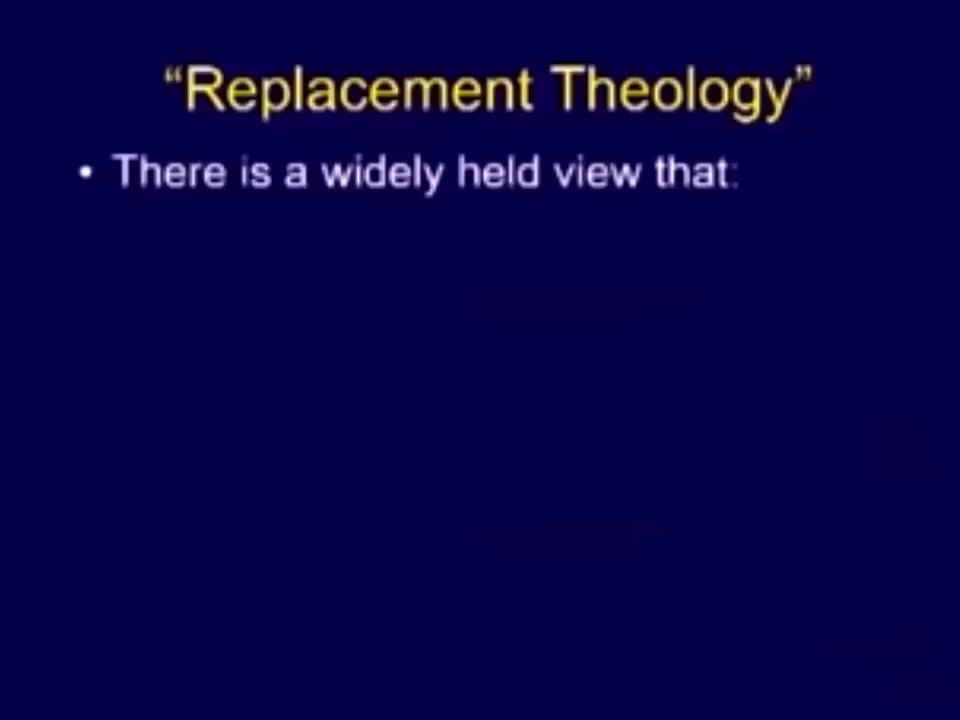 “Replacement Theology”
• There is a widely held view that: